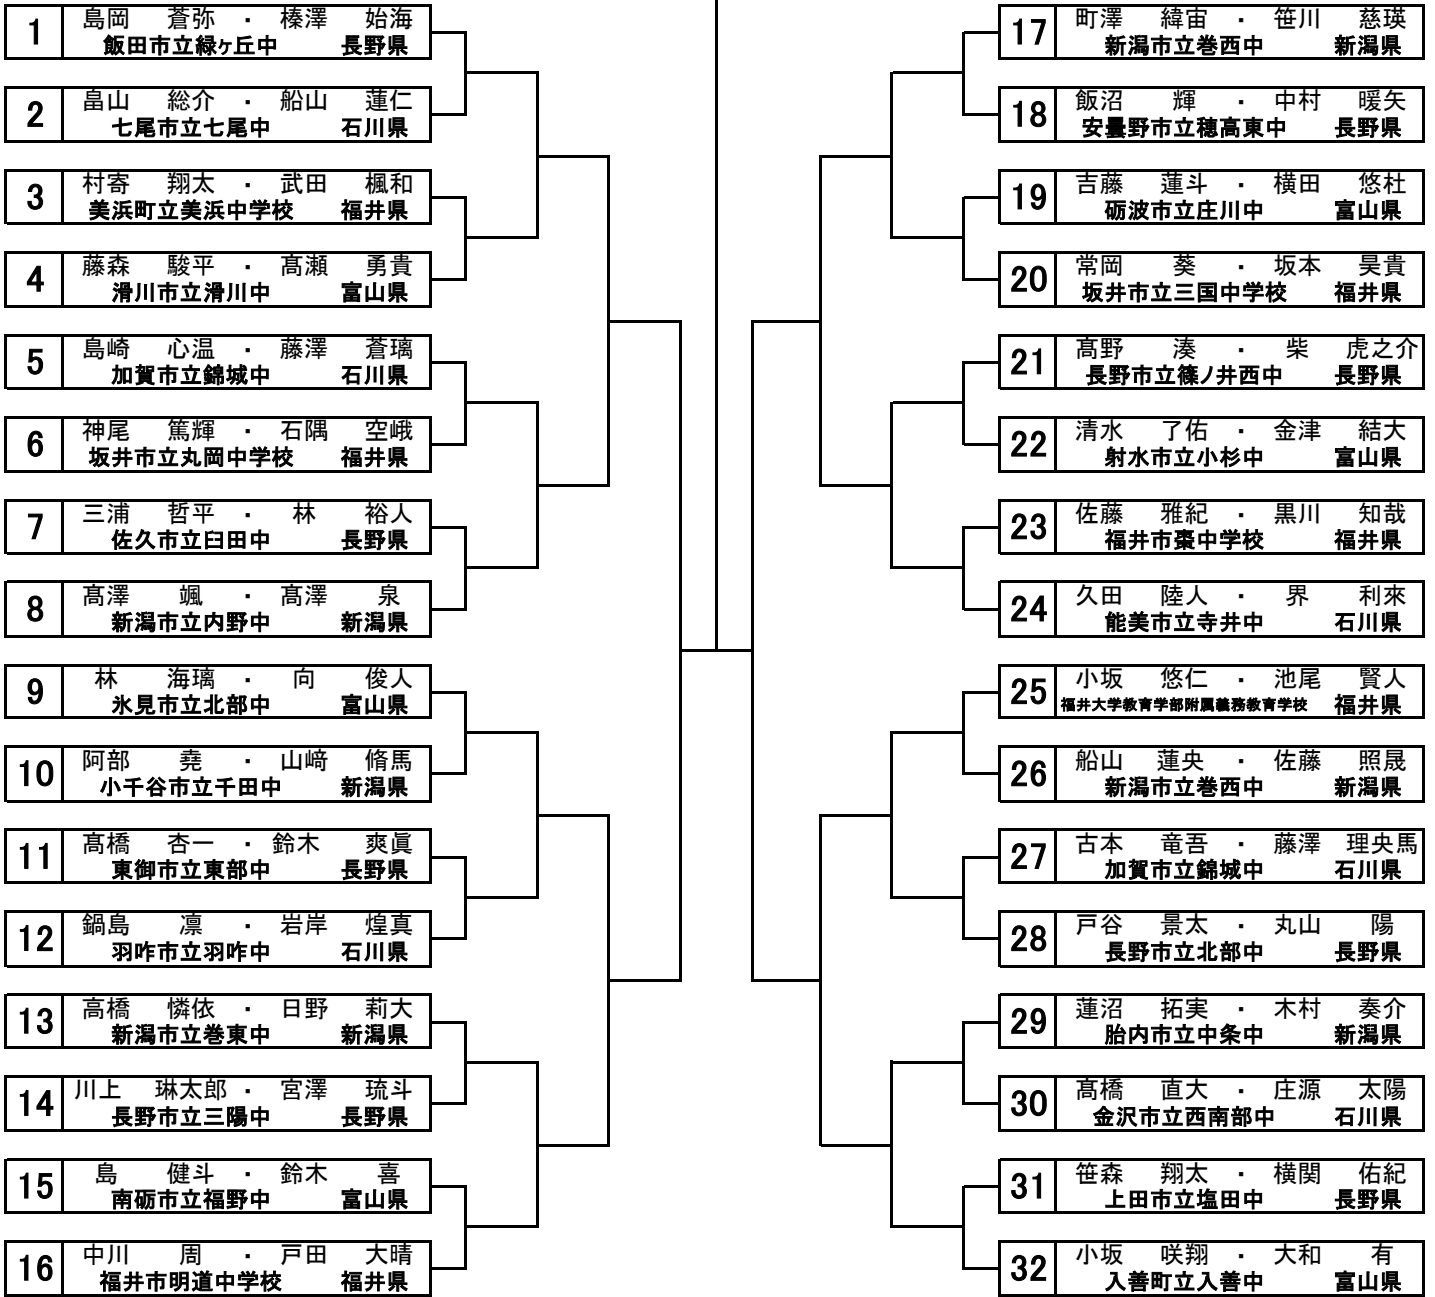 1 島岡 蒼弥 ・ 榛澤 始海
飯田市立緑ヶ丘中 長野県
2 畠山 総介 ・ 船山 蓮仁
七尾市立七尾中 石川県
3 村寄 翔太 ・ 武田 楓和
美浜町立美浜中学校 福井県
4 藤森 駿平 ・ 髙瀬 勇貴
滑川市立滑川中 富山県
5 島崎 心温 ・ 藤澤 蒼璃
加賀市立錦城中 石川県
6 神尾 篤輝 ・ 石隅 空峨
坂井市立丸岡中学校 福井県
7 三浦 哲平 ・ 林 裕人
佐久市立臼田中 長野県
8 髙澤 颯 ・ 髙澤 泉
新潟市立内野中 新潟県
9 林 海璃 ・ 向 俊人
氷見市立北部中 富山県
10 阿部 堯 ・ 山﨑 脩馬
小千谷市立千田中 新潟県
11 髙橋 杏一 ・ 鈴木 爽眞
東御市立東部中 長野県
12 鍋島 凛 ・ 岩岸 煌真
羽咋市立羽咋中 石川県
13 高橋 憐依 ・ 日野 莉大
新潟市立巻東中 新潟県
14 川上 琳太郎 ・ 宮澤 琉斗
長野市立三陽中 長野県
15 島 健斗 ・ 鈴木 喜
南砺市立福野中 富山県
16 中川 周 ・ 戸田 大晴
福井市明道中学校 福井県
17 町澤 緯宙 ・ 笹川 慈瑛
新潟市立巻西中 新潟県
18 飯沼 輝 ・ 中村 暖矢
安曇野市立穂高東中 長野県
19 吉藤 蓮斗 ・ 横田 悠杜
砺波市立庄川中 富山県
20 常岡 葵 ・ 坂本 昊貴
坂井市立三国中学校 福井県
21 髙野 湊 ・ 柴 虎之介
長野市立篠ノ井西中 長野県
22 清水 了佑 ・ 金津 結大
射水市立小杉中 富山県
23 佐藤 雅紀 ・ 黒川 知哉
福井市棗中学校 福井県
24 久田 陸人 ・ 界 利來
能美市立寺井中 石川県
25 小坂 悠仁 ・ 池尾 賢人
福井大学教育学部附属義務教育学校 福井県
26 船山 蓮央 ・ 佐藤 照晟
新潟市立巻西中 新潟県
27 古本 竜吾 ・ 藤澤 理央馬
加賀市立錦城中 石川県
28 戸谷 景太 ・ 丸山 陽
長野市立北部中 長野県
29 蓮沼 拓実 ・ 木村 奏介
胎内市立中条中 新潟県
30 髙橋 直大 ・ 庄源 太陽
金沢市立西南部中 石川県
31 笹森 翔太 ・ 横関 佑紀
上田市立塩田中 長野県
32 小坂 咲翔 ・ 大和 有
入善町立入善中 富山県